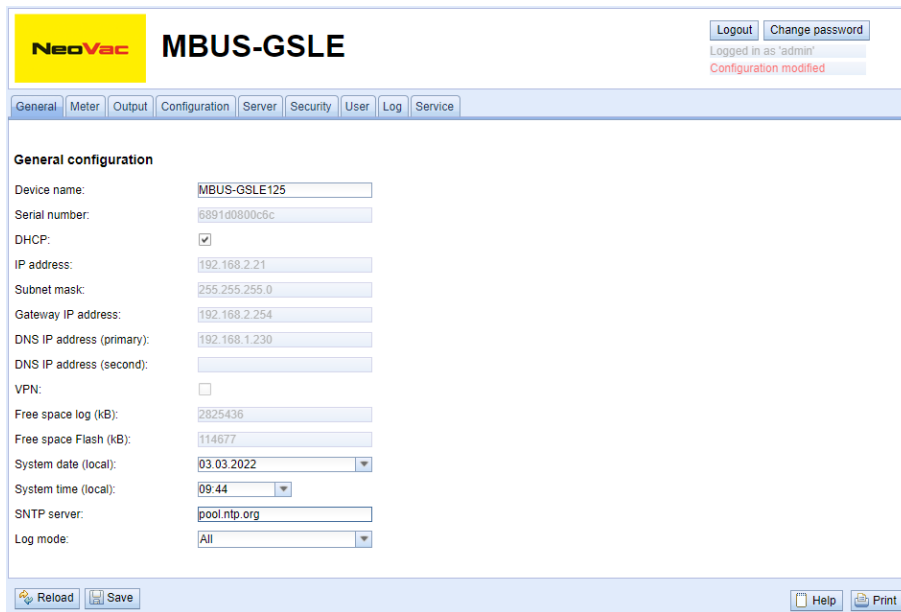 NeoVac
MBUS-GSLE
Logout Change password
Logged in as 'admin'
Configuration modified
General Meter Output Configuration Server Security User Log Service
General configuration
Device name: MBUS-GSLE125
Serial number: 6891d0800c6c
DHCP:
IP address: 192.168.2.21
Subnet mask: 255.255.255.0
Gateway IP address: 192.168.2.254
DNS IP address (primary): 192.168.1.230
DNS IP address (second):
VPN:
Free space log (kB): 2825436
Free space Flash (kB): 114677
System date (local): 03.03.2022
System time (local): 09:44
SNTP server: pool.ntp.org
Log mode: All
Reload Save Help Print